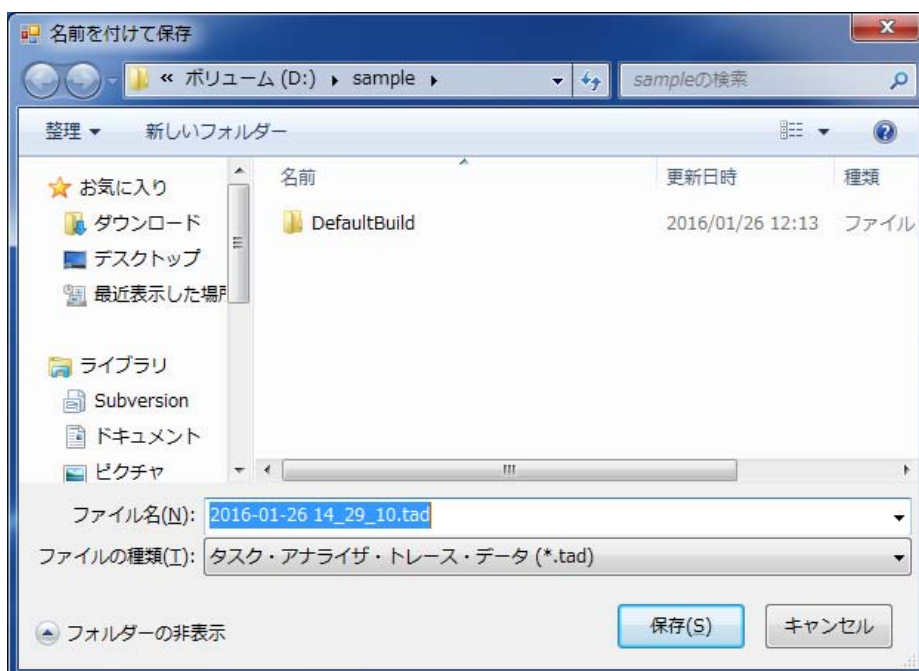 名前を付けて保存
« ボリューム (D:) ▸ sample ▸
sampleの検索
整理 ▼ 新しいフォルダー
お気に入り
ダウンロード
デスクトップ
最近表示した場所
ライブラリ
Subversion
ドキュメント
ピクチャ
名前 更新日時 種類
DefaultBuild 2016/01/26 12:13 ファイル
ファイル名(N): 2016-01-26 14_29_10.tad
ファイルの種類(T): タスク・アナライザ・トレース・データ (*.tad)
フォルダーの非表示
保存(S) キャンセル